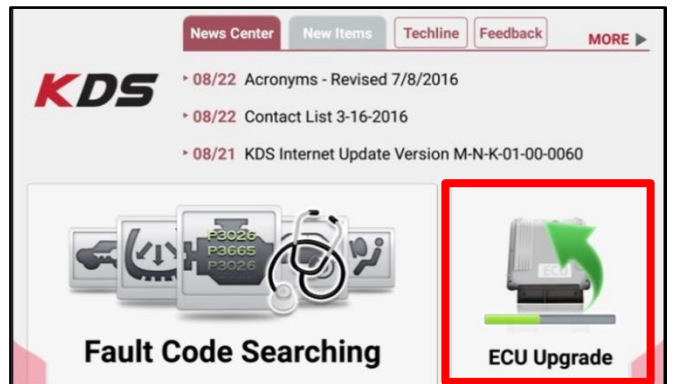 News Center New Items Techline Feedback MORE ▶
KDS
08/22 Acronyms - Revised 7/8/2016
08/22 Contact List 3-16-2016
08/21 KDS Internet Update Version M-N-K-01-00-0060
P3026
P3665
P3026
ECU
Fault Code Searching
ECU Upgrade